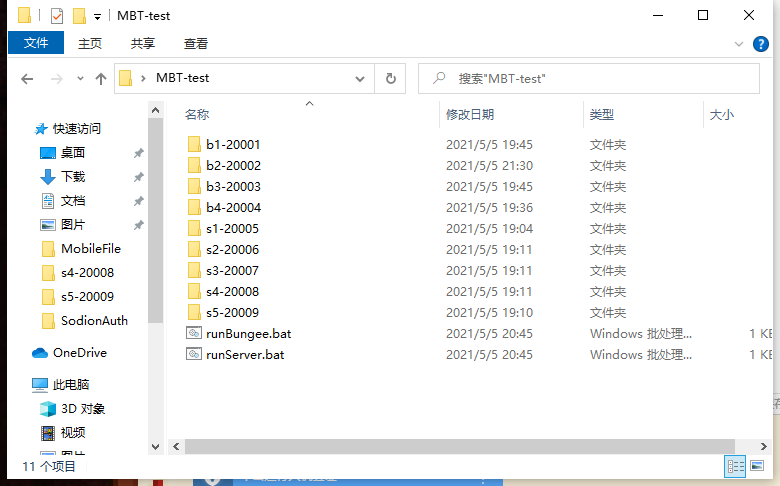 MBT-test
文件 主页 共享 查看
MBT-test 搜索"MBT-test"
名称 修改日期 类型 大小
快速访问
桌面
下载
文档
图片
MobileFile
s4-20008
s5-20009
SodionAuth
OneDrive
此电脑
3D 对象
视频
b1-20001 2021/5/5 19:45 文件夹
b2-20002 2021/5/5 21:30 文件夹
b3-20003 2021/5/5 19:45 文件夹
b4-20004 2021/5/5 19:36 文件夹
s1-20005 2021/5/5 19:04 文件夹
s2-20006 2021/5/5 19:11 文件夹
s3-20007 2021/5/5 19:11 文件夹
s4-20008 2021/5/5 19:11 文件夹
s5-20009 2021/5/5 19:10 文件夹
runBungee.bat 2021/5/5 20:45 Windows 批处理... 1 KB
runServer.bat 2021/5/5 20:45 Windows 批处理... 1 KB
11 个项目